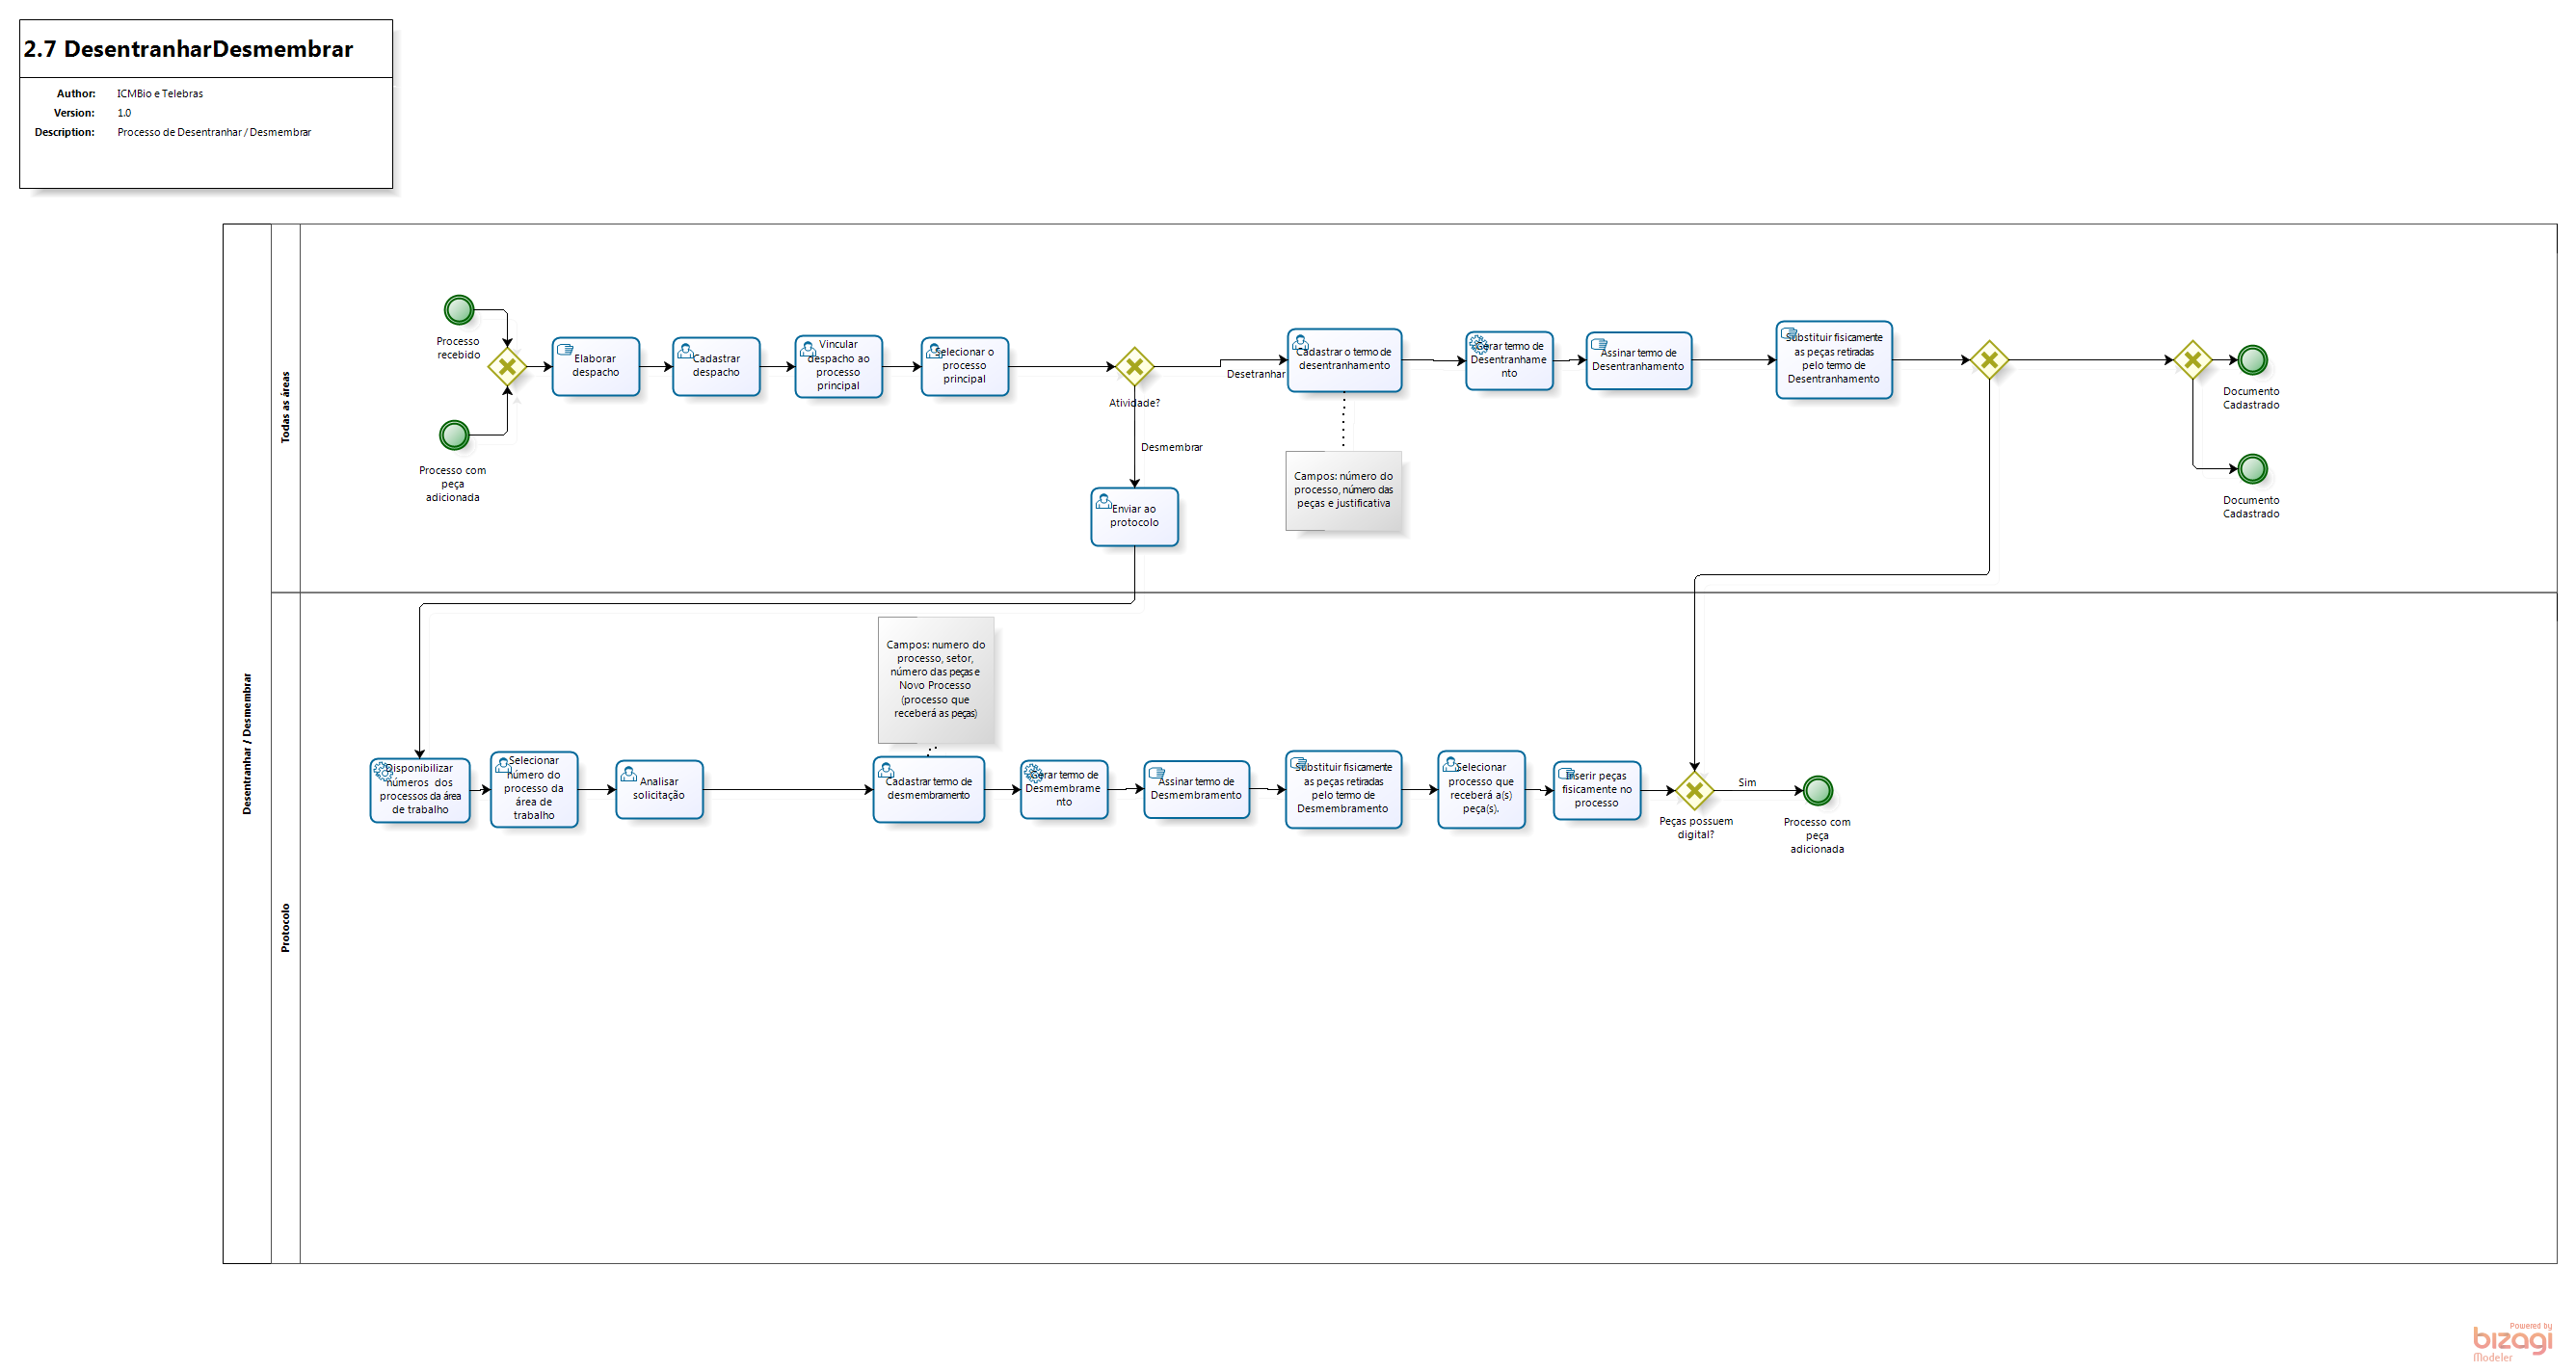 2.7 DesentranharDesmembrar
Author: ICMBio e Telebras
Version: 1.0
Description: Processo de Desentranhar / Desmembrar
Desentranhar / Desmembrar
Todas as áreas
Processo
recebido
Processo com
peça
adicionada
Elaborar
despacho
Cadastrar
despacho
Vincular
despacho ao
processo
principal
Selecionar o
processo
principal
Atividade?
Desetranhar
Desmembrar
Enviar ao
protocolo
Cadastrar o termo de
desentranhamento
Campos: número do
processo, número das
peças e justificativa
Gerar termo de
Desentranhame
nto
Assinar termo de
Desentranhamento
Substituir fisicamente
as peças retiradas
pelo termo de
Desentranhamento
Documento
Cadastrado
Documento
Cadastrado
Protocolo
Disponibilizar
números dos
processos da área
de trabalho
Selecionar
número do
processo da
área de
trabalho
Analisar
solicitação
Campos: numero do
processo, setor,
número das peças e
Novo Processo
(processo que
receberá as peças)
Cadastrar termo de
desmembramento
Gerar termo de
Desmembrame
nto
Assinar termo de
Desmembramento
Substituir fisicamente
as peças retiradas
pelo termo de
Desmembramento
Selecionar
processo que
receberá a(s)
peça(s).
Inserir peças
fisicamente no
processo
Peças possuem
digital?
Sim
Processo com
peça
adicionada
Powered by
bizagi
Modeler